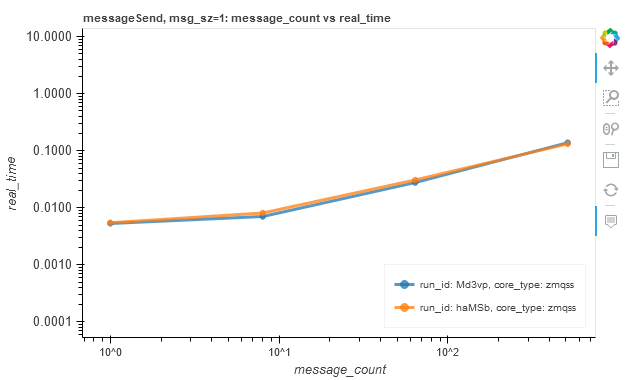 messageSend, msg_sz=1: message_count vs real_time
10.0000
1.0000
0.1000
0.0100
0.0010
0.0001
real_time
10^0
10^1
10^2
message_count
run_id: Md3vp, core_type: zmqss
run_id: haMSb, core_type: zmqss